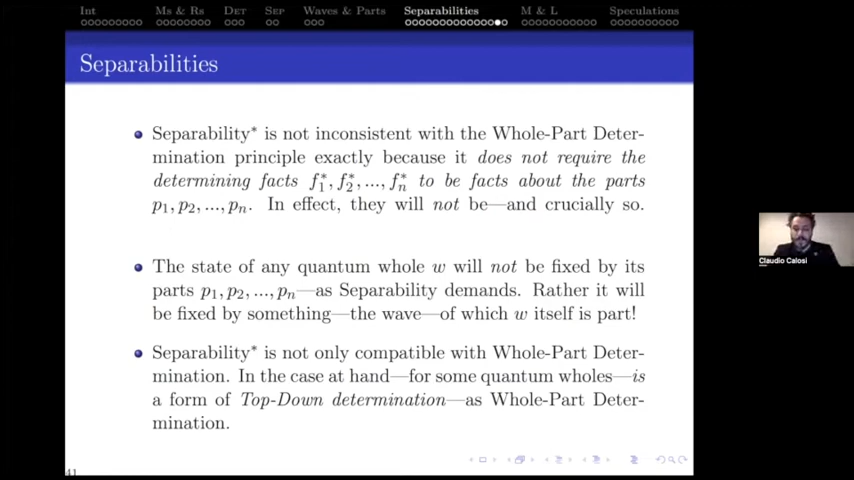 Int Ms & Rs Det Sep Waves & Parts Separabilities M & L Speculations
Separabilities
Separability* is not inconsistent with the Whole-Part Deter-
mination principle exactly because it does not require the
determining facts f₁*, f₂*, ..., fₙ* to be facts about the parts
p₁, p₂, ..., pₙ. In effect, they will not be—and crucially so.
The state of any quantum whole w will not be fixed by its
parts p₁, p₂, ..., pₙ—as Separability demands. Rather it will
be fixed by something—the wave—of which w itself is part!
Separability* is not only compatible with Whole-Part Deter-
mination. In the case at hand—for some quantum wholes—is
a form of Top-Down determination—as Whole-Part Deter-
mination.
41
Claudio Calosi